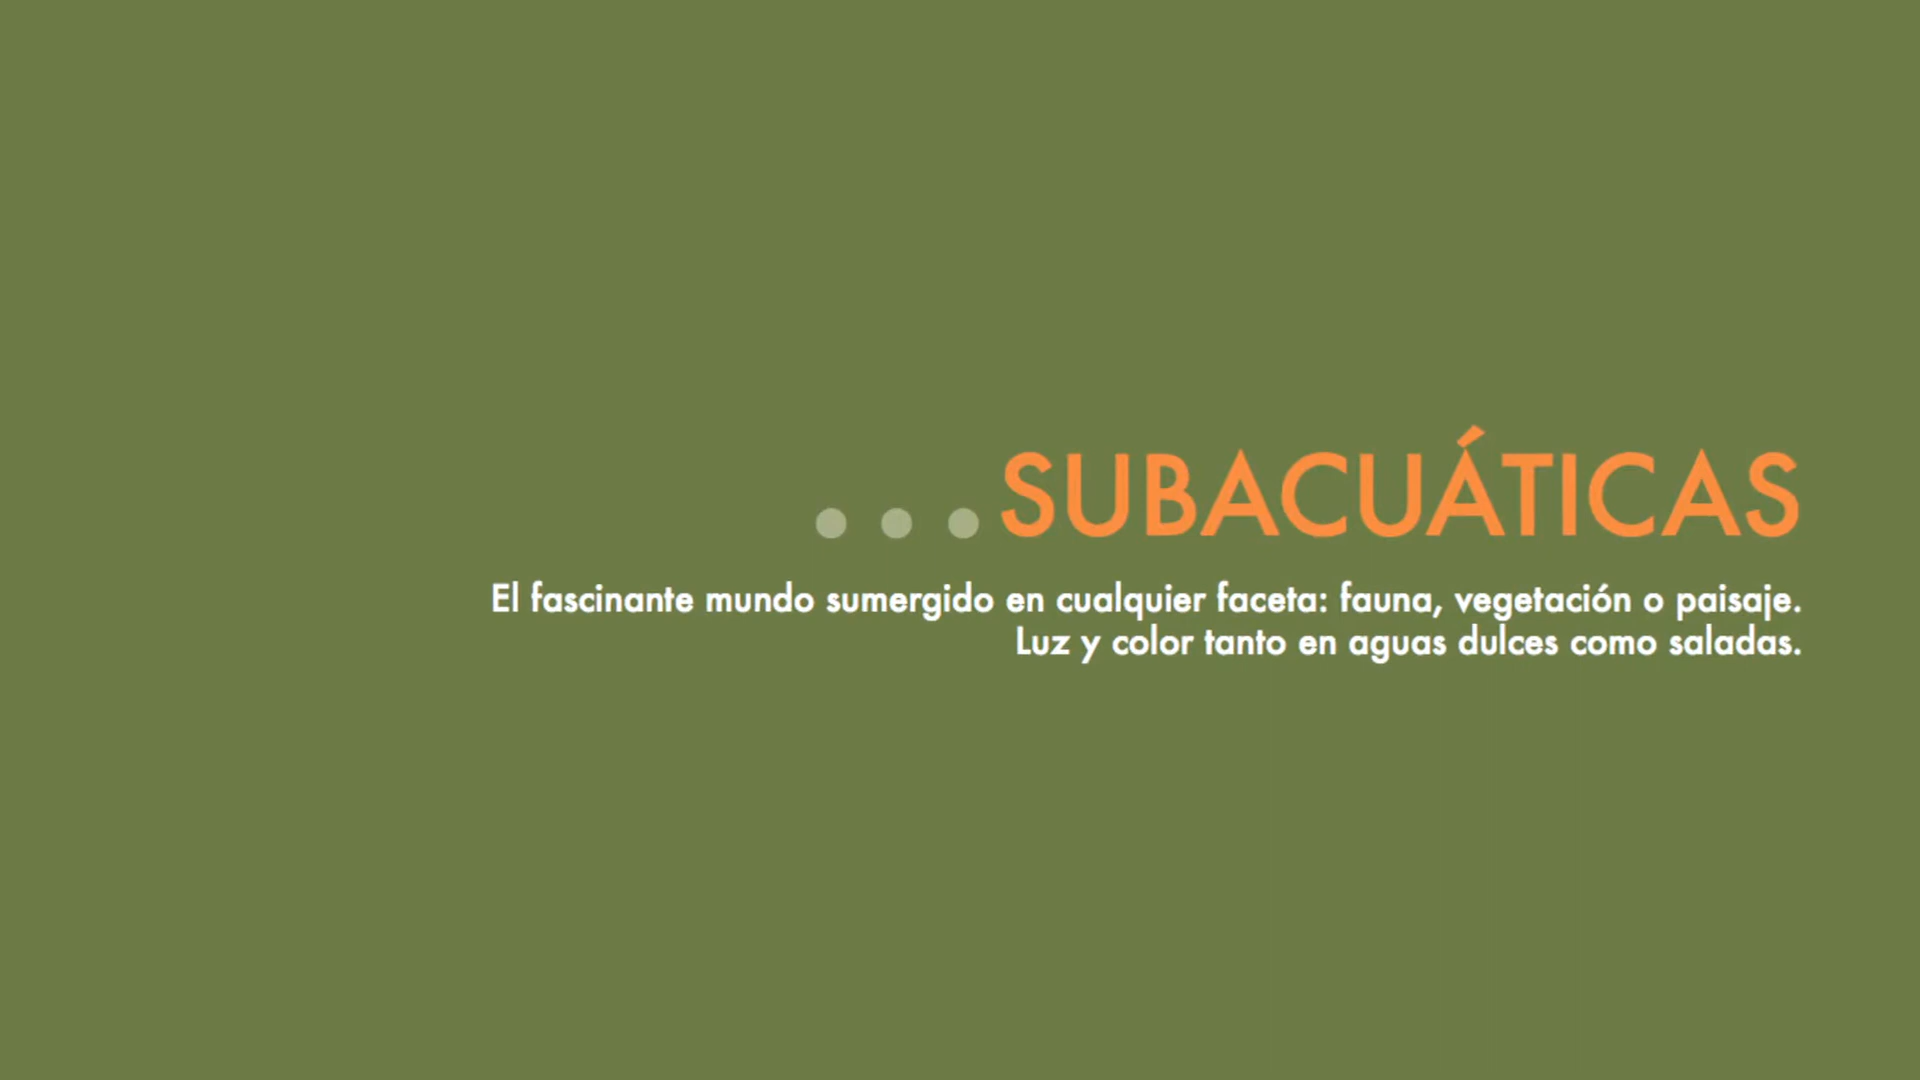 ...SUBACUÁTICAS
El fascinante mundo sumergido en cualquier faceta: fauna, vegetación o paisaje.
Luz y color tanto en aguas dulces como saladas.